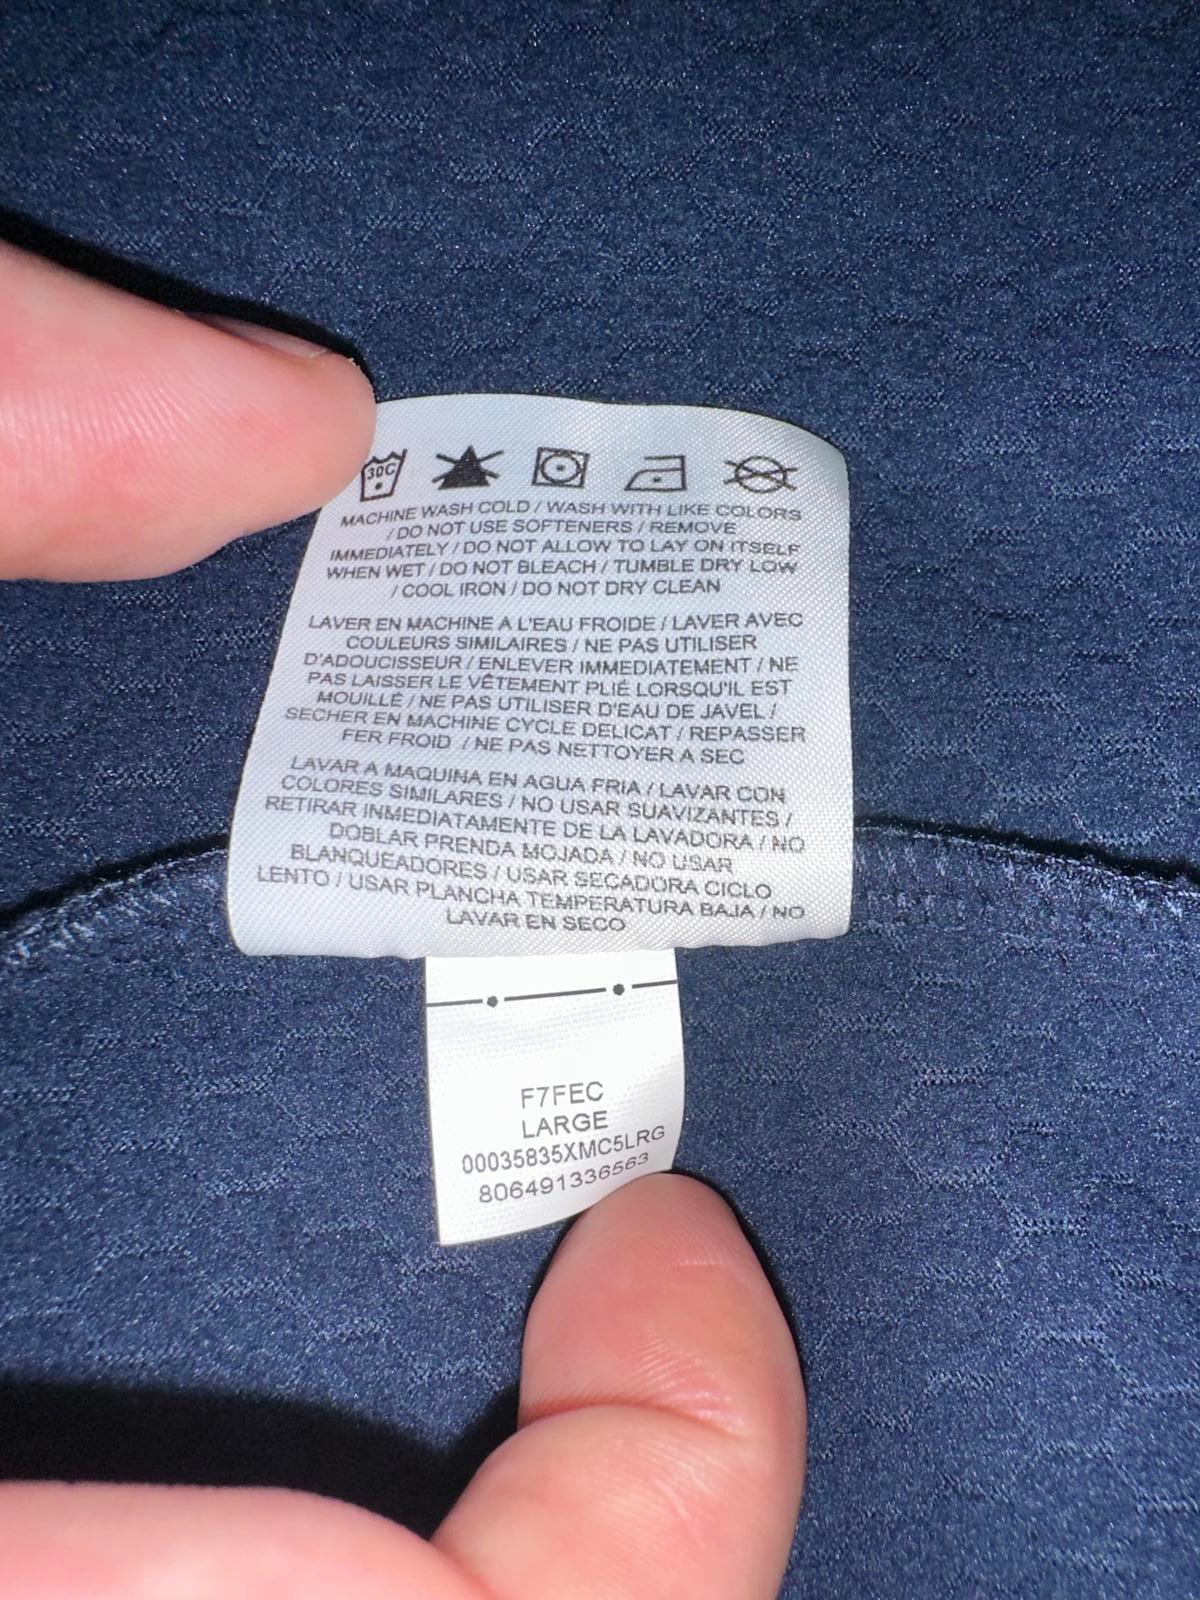 30C
MACHINE WASH COLD / WASH WITH LIKE COLORS
/ DO NOT USE SOFTENERS / REMOVE
IMMEDIATELY / DO NOT ALLOW TO LAY ON ITSELF
WHEN WET / DO NOT BLEACH / TUMBLE DRY LOW
/ COOL IRON / DO NOT DRY CLEAN
LAVER EN MACHINE A L'EAU FROIDE / LAVER AVEC
COULEURS SIMILAIRES / NE PAS UTILISER
D'ADOUCISSEUR / ENLEVER IMMEDIATEMENT / NE
PAS LAISSER LE VÊTEMENT PLIÉ LORSQU'IL EST
MOUILLÉ / NE PAS UTILISER D'EAU DE JAVEL /
SECHER EN MACHINE CYCLE DELICAT / REPASSER
FER FROID / NE PAS NETTOYER A SEC
LAVAR A MAQUINA EN AGUA FRIA / LAVAR CON
COLORES SIMILARES / NO USAR SUAVIZANTES /
RETIRAR INMEDIATAMENTE DE LA LAVADORA / NO
DOBLAR PRENDA MOJADA / NO USAR
BLANQUEADORES / USAR SECADORA CICLO
LENTO / USAR PLANCHA TEMPERATURA BAJA / NO
LAVAR EN SECO
F7FEC
LARGE
00035835XMC5LRG
806491336563